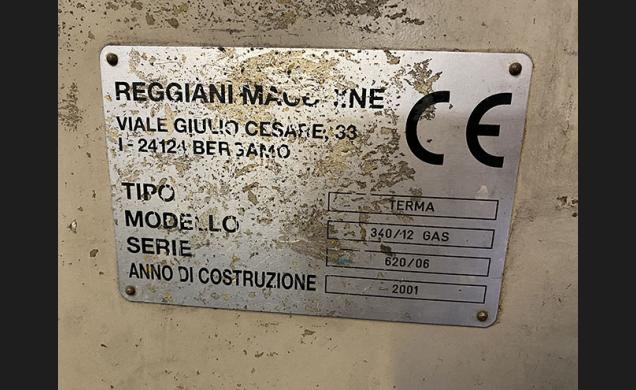 REGGIANI MACCHINE
VIALE GIULIO CESARE, 33
I - 24124 BERGAMO
CE
TIPO TERMA
MODELLO 340/12 GAS
SERIE 620/06
ANNO DI COSTRUZIONE 2001